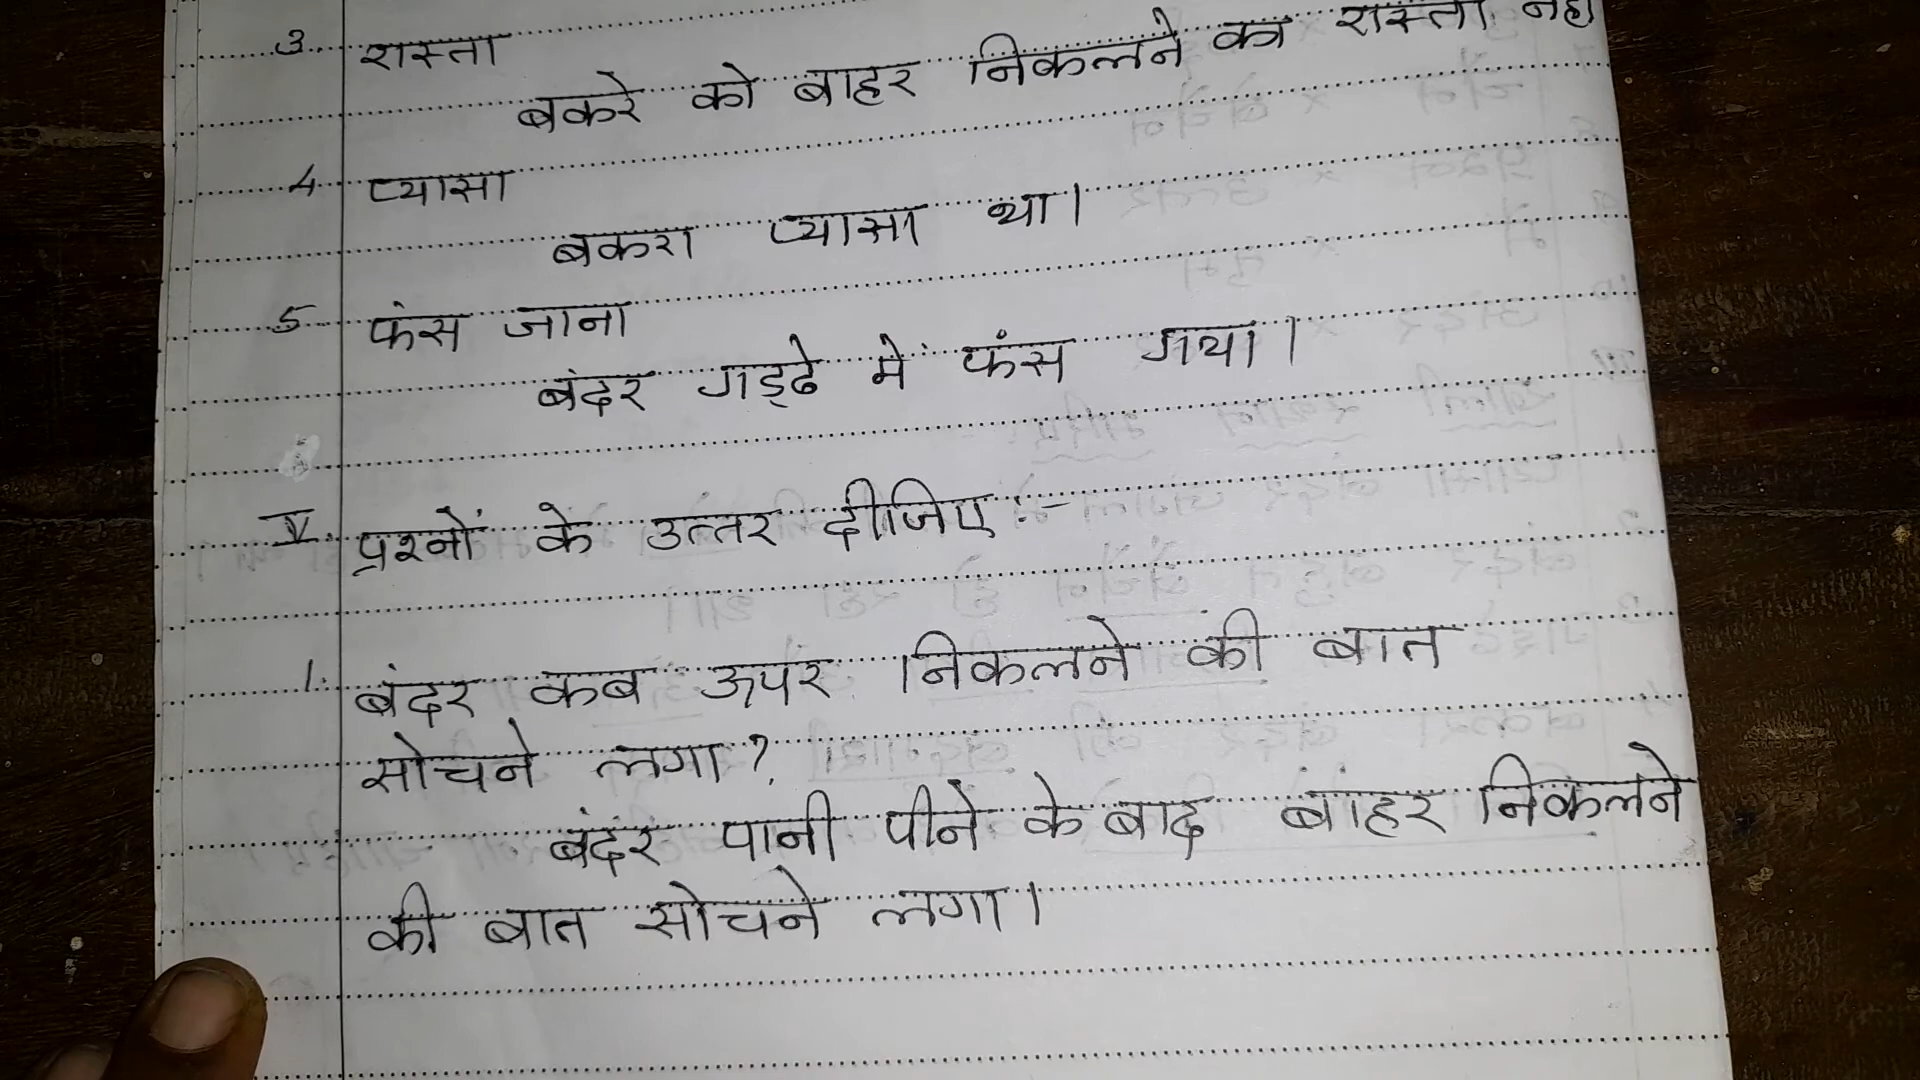 3. रास्ता
बकरे को बाहर निकलने का रास्ता नहीं
4. प्यासा
बकरा प्यासा था।
5. फंस जाना
बंदर गड्ढे में फंस गया।
V. प्रश्नों के उत्तर दीजिए :-
1. बंदर कब ऊपर निकलने की बात
सोचने लगा?
बंदर पानी पीने के बाद बाहर निकलने
की बात सोचने लगा।